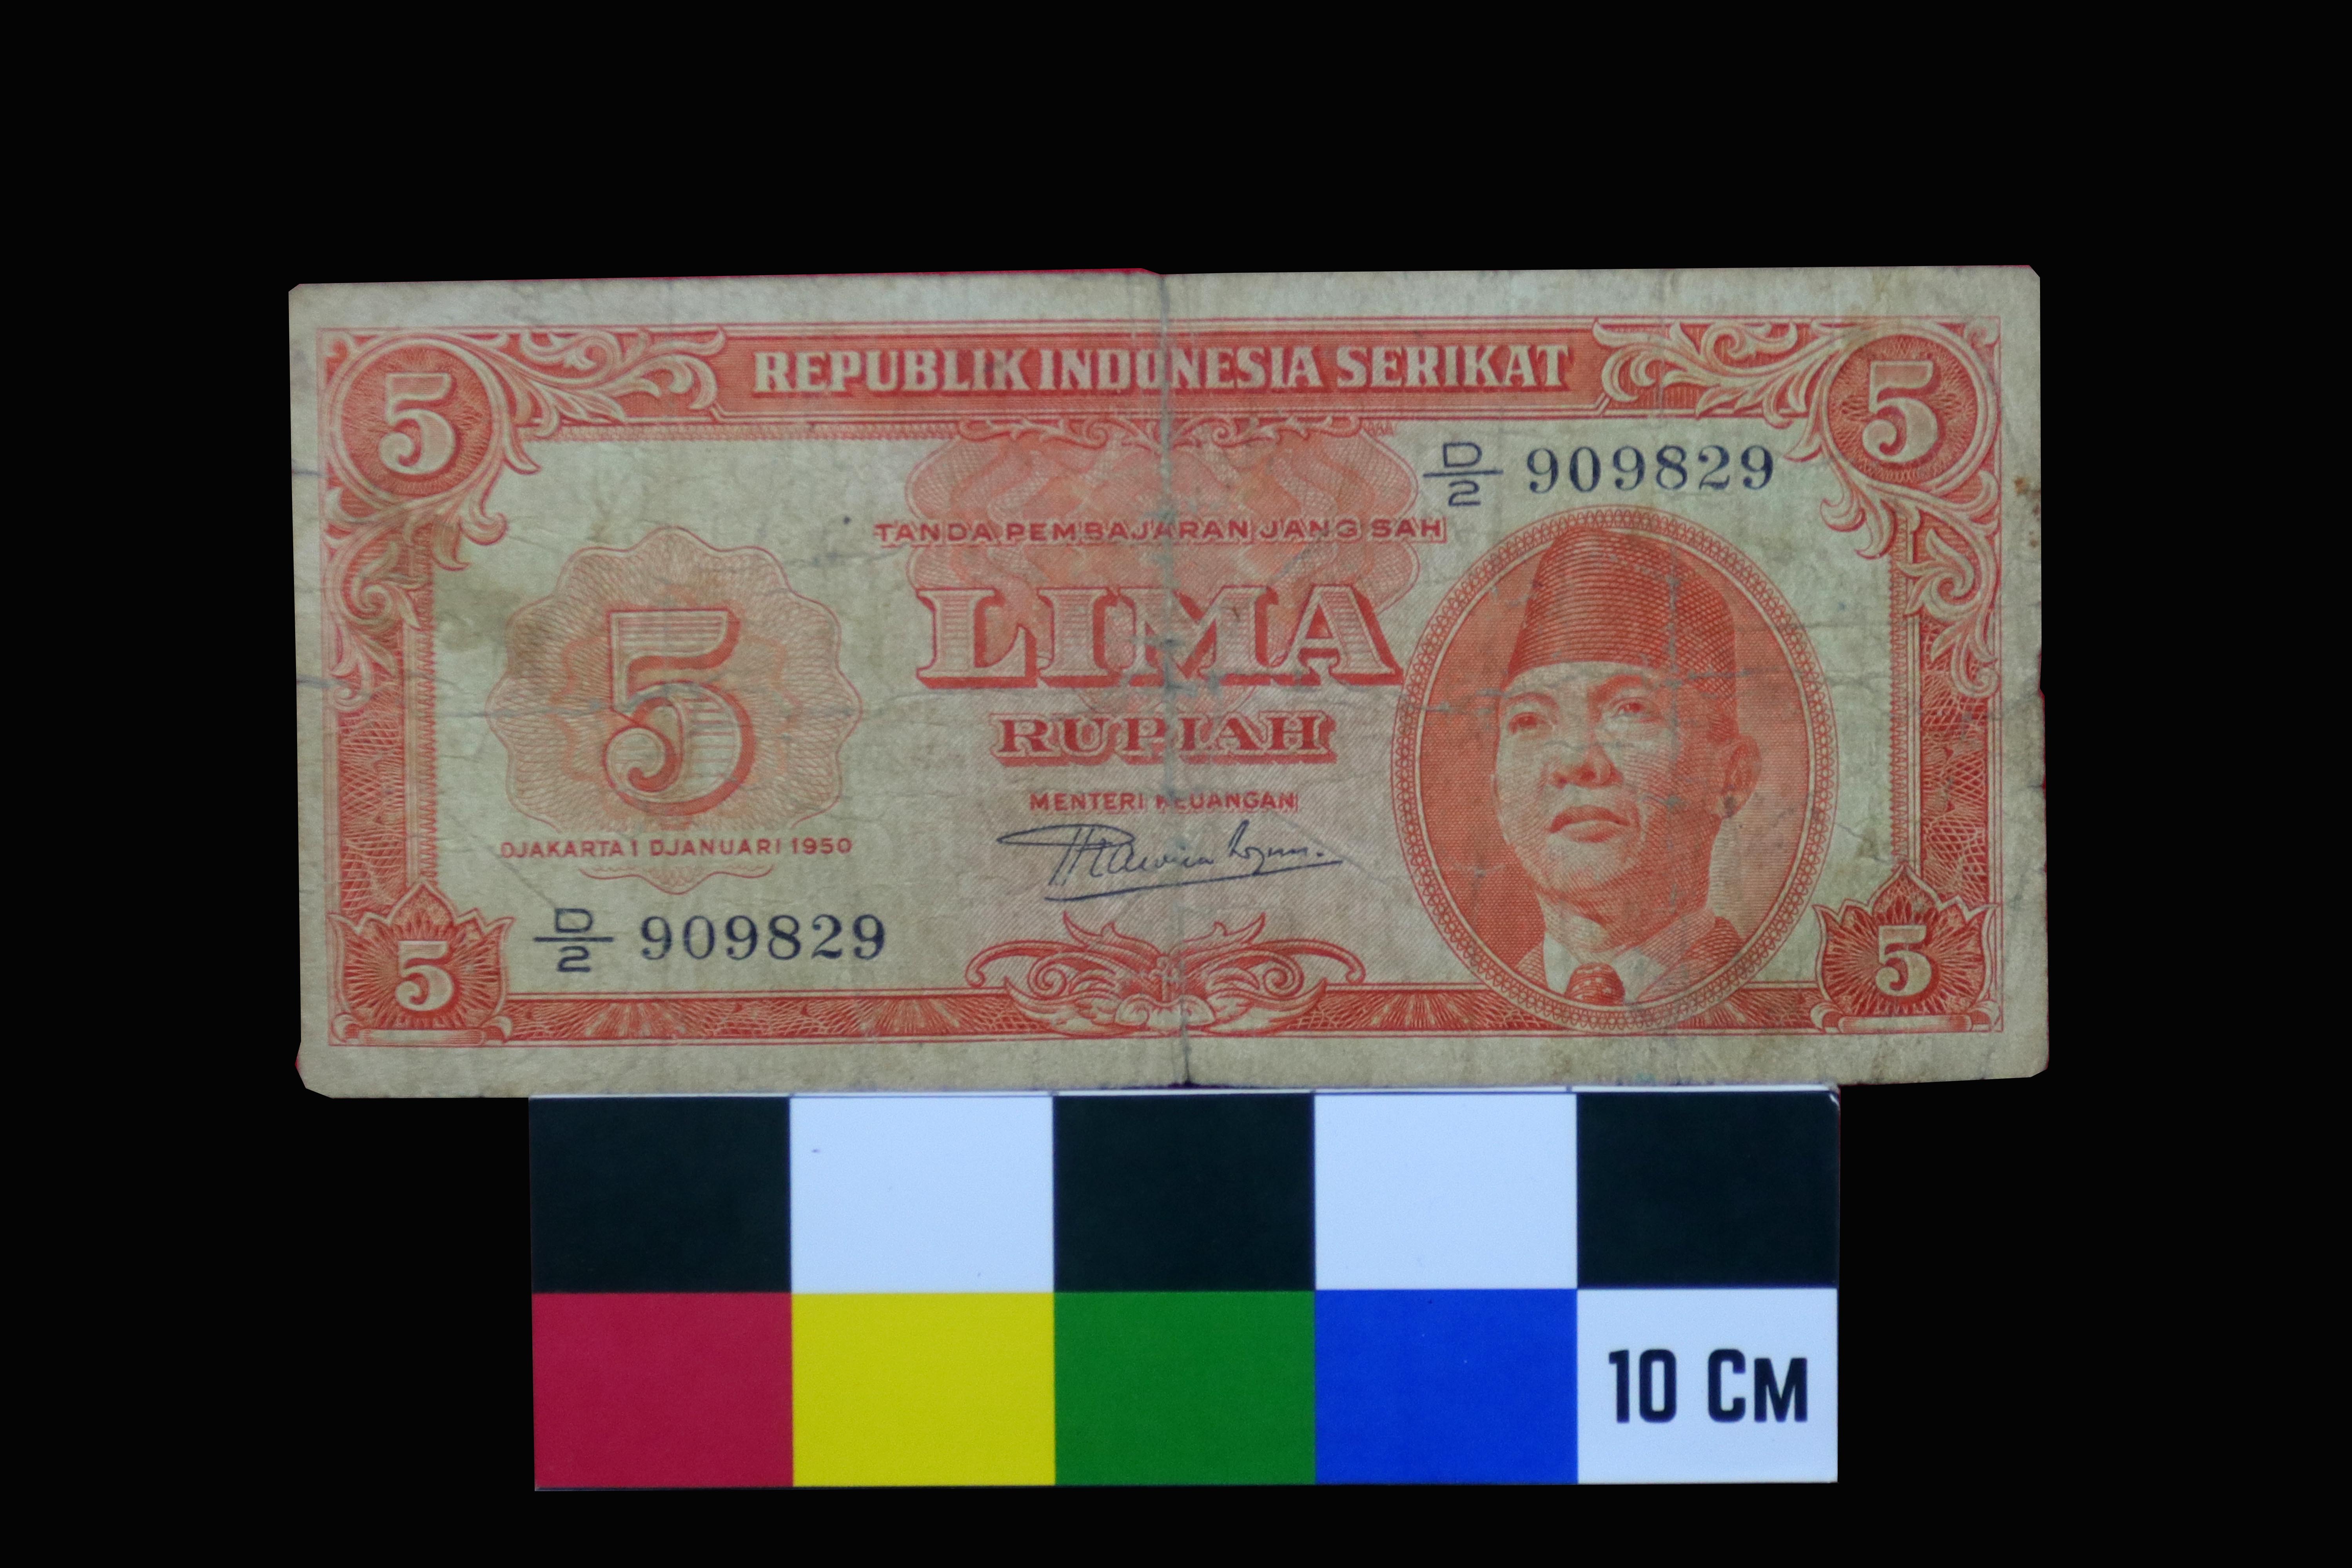 REPUBLIK INDONESIA SERIKAT
5
5
D/2 909829
TANDA PEMBAJARAN JANG SAH
LIMA
5
RUPIAH
MENTERI KEUANGAN
DJAKARTA 1 DJANUARI 1950
D/2 909829
5
5
10 CM